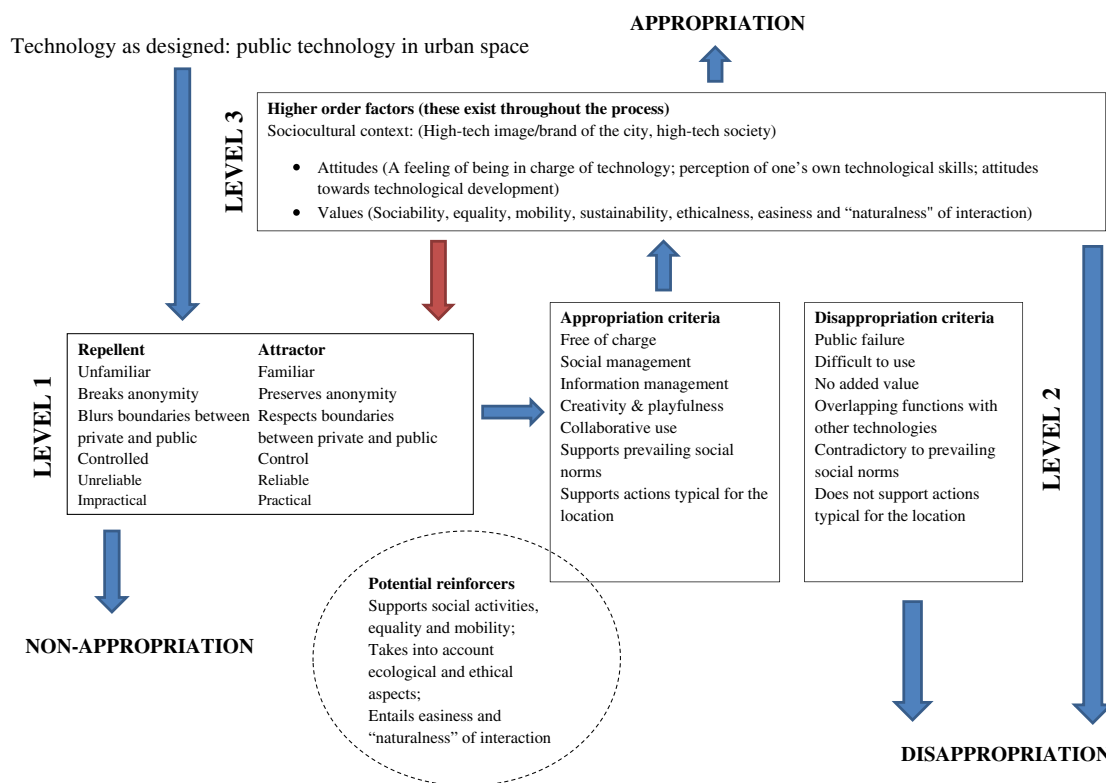 APPROPRIATION
Technology as designed: public technology in urban space
LEVEL 3
Higher order factors (these exist throughout the process)
Sociocultural context: (High-tech image/brand of the city, high-tech society)
• Attitudes (A feeling of being in charge of technology; perception of one’s own technological skills; attitudes
towards technological development)
• Values (Sociability, equality, mobility, sustainability, ethicalness, easiness and “naturalness" of interaction)
LEVEL 1
Repellent
Unfamiliar
Breaks anonymity
Blurs boundaries between
private and public
Controlled
Unreliable
Impractical
Attractor
Familiar
Preserves anonymity
Respects boundaries
between private and public
Control
Reliable
Practical
Appropriation criteria
Free of charge
Social management
Information management
Creativity & playfulness
Collaborative use
Supports prevailing social
norms
Supports actions typical for the
location
Disappropriation criteria
Public failure
Difficult to use
No added value
Overlapping functions with
other technologies
Contradictory to prevailing
social norms
Does not support actions
typical for the location
LEVEL 2
Potential reinforcers
Supports social activities,
equality and mobility;
Takes into account
ecological and ethical
aspects;
Entails easiness and
“naturalness” of interaction
NON-APPROPRIATION
DISAPPROPRIATION